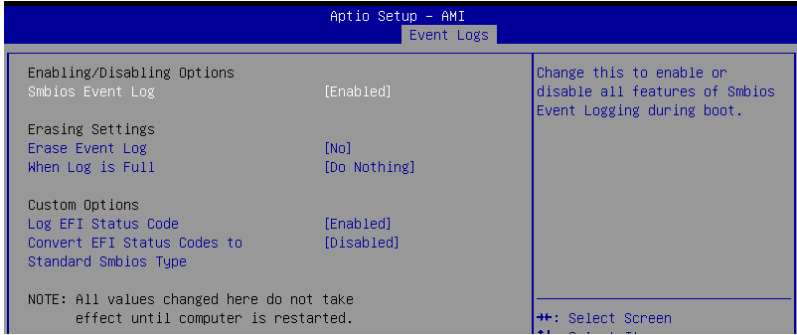 Aptio Setup – AMI
Event Logs
Enabling/Disabling Options
Smbios Event Log [Enabled]
Erasing Settings
Erase Event Log [No]
When Log is Full [Do Nothing]
Custom Options
Log EFI Status Code [Enabled]
Convert EFI Status Codes to [Disabled]
Standard Smbios Type
NOTE: All values changed here do not take
effect until computer is restarted.
Change this to enable or
disable all features of Smbios
Event Logging during boot.
→←: Select Screen